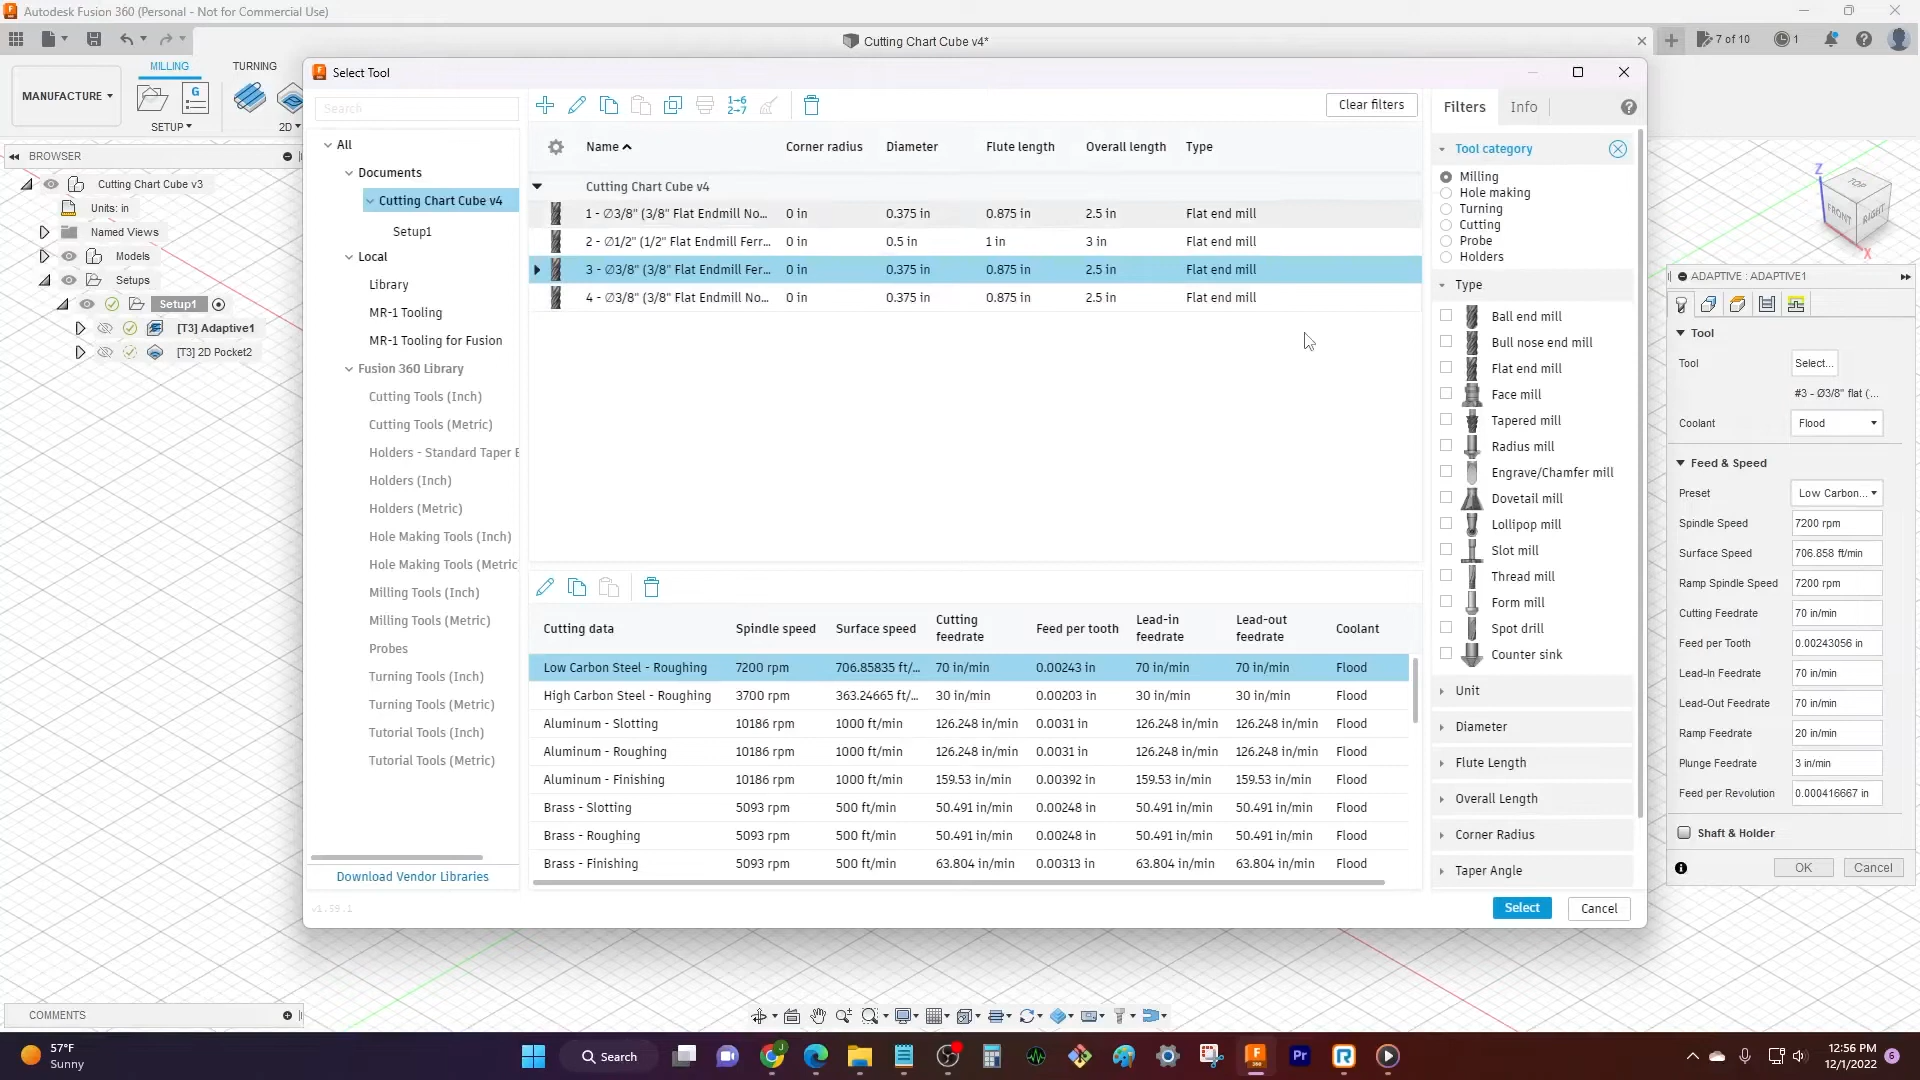 Autodesk Fusion 360 (Personal - Not for Commercial Use)
Cutting Chart Cube v4*
7 of 10
1
MILLING
TURNING
MANUFACTURE
G
SETUP
2D
BROWSER
Cutting Chart Cube v3
Units: in
Named Views
Models
Setups
Setup1
[T3] Adaptive1
[T3] 2D Pocket2
COMMENTS
Select Tool
Search
All
Documents
Cutting Chart Cube v4
Setup1
Local
Library
MR-1 Tooling
MR-1 Tooling for Fusion
Fusion 360 Library
Cutting Tools (Inch)
Cutting Tools (Metric)
Holders - Standard Taper E
Holders (Inch)
Holders (Metric)
Hole Making Tools (Inch)
Hole Making Tools (Metric
Milling Tools (Inch)
Milling Tools (Metric)
Probes
Turning Tools (Inch)
Turning Tools (Metric)
Tutorial Tools (Inch)
Tutorial Tools (Metric)
Download Vendor Libraries
v1.59.1
1→6
2→7
Clear filters
Name Corner radius Diameter Flute length Overall length Type
Cutting Chart Cube v4
1 - ∅3/8" (3/8" Flat Endmill No... 0 in 0.375 in 0.875 in 2.5 in Flat end mill
2 - ∅1/2" (1/2" Flat Endmill Ferr... 0 in 0.5 in 1 in 3 in Flat end mill
3 - ∅3/8" (3/8" Flat Endmill Fer... 0 in 0.375 in 0.875 in 2.5 in Flat end mill
4 - ∅3/8" (3/8" Flat Endmill No... 0 in 0.375 in 0.875 in 2.5 in Flat end mill
Cutting data Spindle speed Surface speed Cutting feedrate Feed per tooth Lead-in feedrate Lead-out feedrate Coolant
Low Carbon Steel - Roughing 7200 rpm 706.85835 ft/... 70 in/min 0.00243 in 70 in/min 70 in/min Flood
High Carbon Steel - Roughing 3700 rpm 363.24665 ft/... 30 in/min 0.00203 in 30 in/min 30 in/min Flood
Aluminum - Slotting 10186 rpm 1000 ft/min 126.248 in/min 0.0031 in 126.248 in/min 126.248 in/min Flood
Aluminum - Roughing 10186 rpm 1000 ft/min 126.248 in/min 0.0031 in 126.248 in/min 126.248 in/min Flood
Aluminum - Finishing 10186 rpm 1000 ft/min 159.53 in/min 0.00392 in 159.53 in/min 159.53 in/min Flood
Brass - Slotting 5093 rpm 500 ft/min 50.491 in/min 0.00248 in 50.491 in/min 50.491 in/min Flood
Brass - Roughing 5093 rpm 500 ft/min 50.491 in/min 0.00248 in 50.491 in/min 50.491 in/min Flood
Brass - Finishing 5093 rpm 500 ft/min 63.804 in/min 0.00313 in 63.804 in/min 63.804 in/min Flood
Filters
Info
Tool category
Milling
Hole making
Turning
Cutting
Probe
Holders
Type
Ball end mill
Bull nose end mill
Flat end mill
Face mill
Tapered mill
Radius mill
Engrave/Chamfer mill
Dovetail mill
Lollipop mill
Slot mill
Thread mill
Form mill
Spot drill
Counter sink
Unit
Diameter
Flute Length
Overall Length
Corner Radius
Taper Angle
Select
Cancel
Z
TOP
FRONT
RIGHT
X
ADAPTIVE : ADAPTIVE1
Tool
Tool Select...
#3 - Ø3/8" flat (...
Coolant Flood
Feed & Speed
Preset Low Carbon...
Spindle Speed 7200 rpm
Surface Speed 706.858 ft/min
Ramp Spindle Speed 7200 rpm
Cutting Feedrate 70 in/min
Feed per Tooth 0.00243056 in
Lead-In Feedrate 70 in/min
Lead-Out Feedrate 70 in/min
Ramp Feedrate 20 in/min
Plunge Feedrate 3 in/min
Feed per Revolution 0.000416667 in
Shaft & Holder
OK
Cancel
57°F
Sunny
Search
Pr
12:56 PM
12/1/2022
6